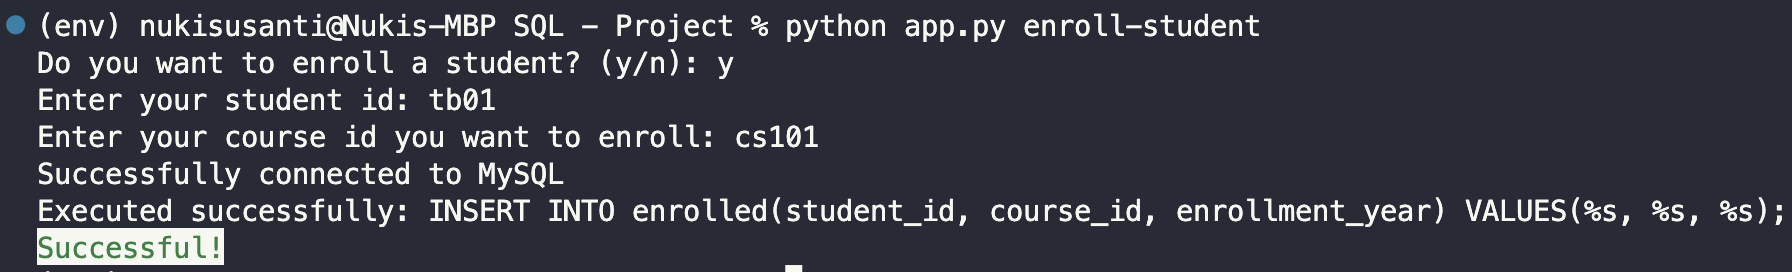 (env) nukisusanti@Nukis-MBP SQL - Project % python app.py enroll-student
Do you want to enroll a student? (y/n): y
Enter your student id: tb01
Enter your course id you want to enroll: cs101
Successfully connected to MySQL
Executed successfully: INSERT INTO enrolled(student_id, course_id, enrollment_year) VALUES(%s, %s, %s);
Successful!